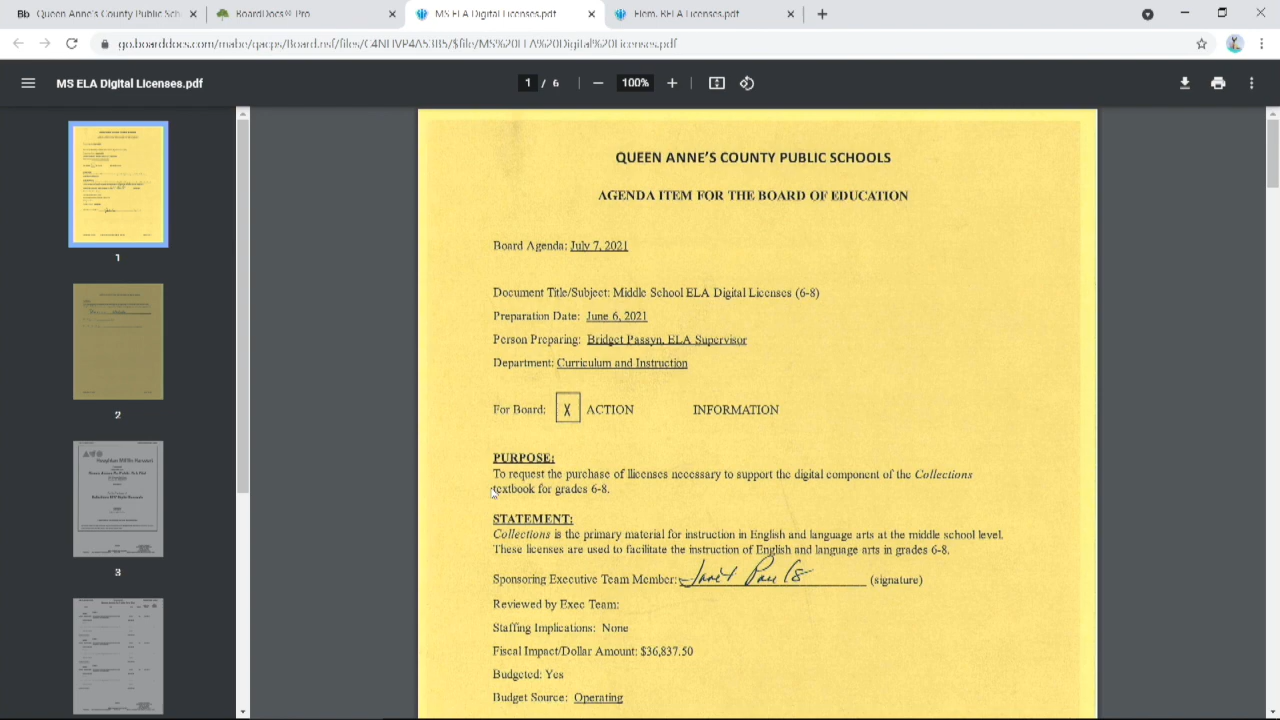 Bb Queen Anne's County Public Sch
BoardDocs® Pro
MS ELA Digital Licenses.pdf
Elem. RELA Licenses.pdf
MS ELA Digital Licenses.pdf
1 / 6
100%
QUEEN ANNE'S COUNTY PUBLIC SCHOOLS
AGENDA ITEM FOR THE BOARD OF EDUCATION
Board Agenda: July 7, 2021
Document Title/Subject: Middle School ELA Digital Licenses (6-8)
Preparation Date: June 6, 2021
Person Preparing: Bridget Passyn, ELA Supervisor
Department: Curriculum and Instruction
For Board: X ACTION INFORMATION
PURPOSE:
To request the purchase of llicenses necessary to support the digital component of the Collections
textbook for grades 6-8.
STATEMENT:
Collections is the primary material for instruction in English and language arts at the middle school level.
These licenses are used to facilitate the instruction of English and language arts in grades 6-8.
Sponsoring Executive Team Member: (signature)
Reviewed by Exec Team:
Staffing Implications: None
Fiscal Impact/Dollar Amount: $36,837.50
Budgeted: Yes
Budget Source: Operating
1
2
3